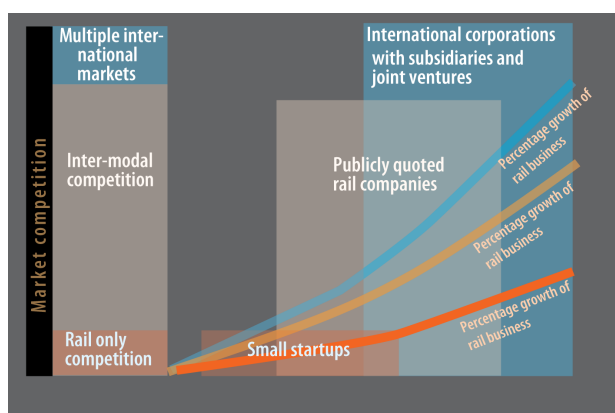 Market competition
Multiple inter-
national
markets
Inter-modal
competition
Rail only
competition
International corporations
with subsidiaries and
joint ventures
Publicly quoted
rail companies
Small startups
Percentage growth of
rail business
Percentage growth of
rail business
Percentage growth of
rail business